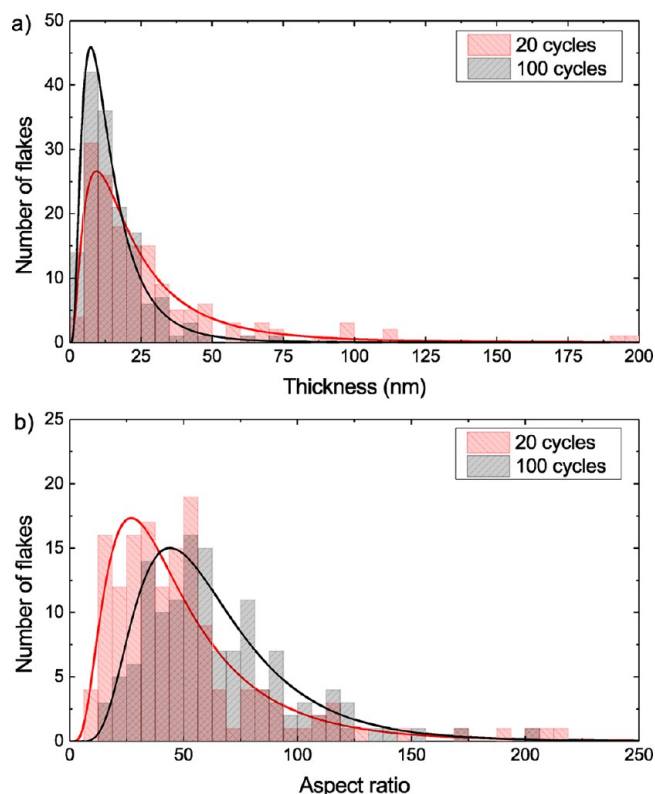 a)
50
40
30
20
10
0
Number of flakes
20 cycles
100 cycles
0 25 50 75 100 125 150 175 200
Thickness (nm)
b)
25
20
15
10
5
0
Number of flakes
20 cycles
100 cycles
0 50 100 150 200 250
Aspect ratio